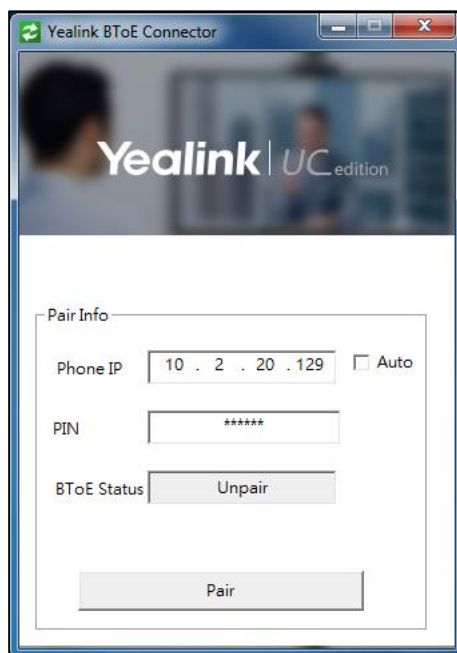 Yealink BToE Connector
Yealink | UC edition
Pair Info
Phone IP 10 . 2 . 20 . 129 Auto
PIN ******
BToE Status Unpair
Pair